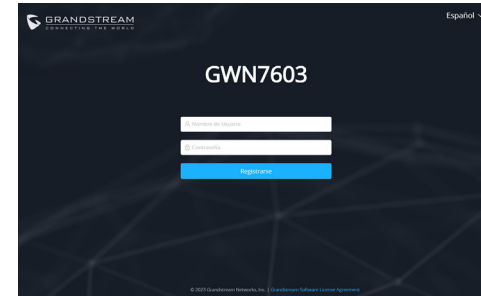 GRANDSTREAM
CONNECTING THE WORLD
Español
GWN7603
Nombre de Usuario
Contraseña
Registrarse
© 2023 Grandstream Networks, Inc. | Grandstream Software License Agreement